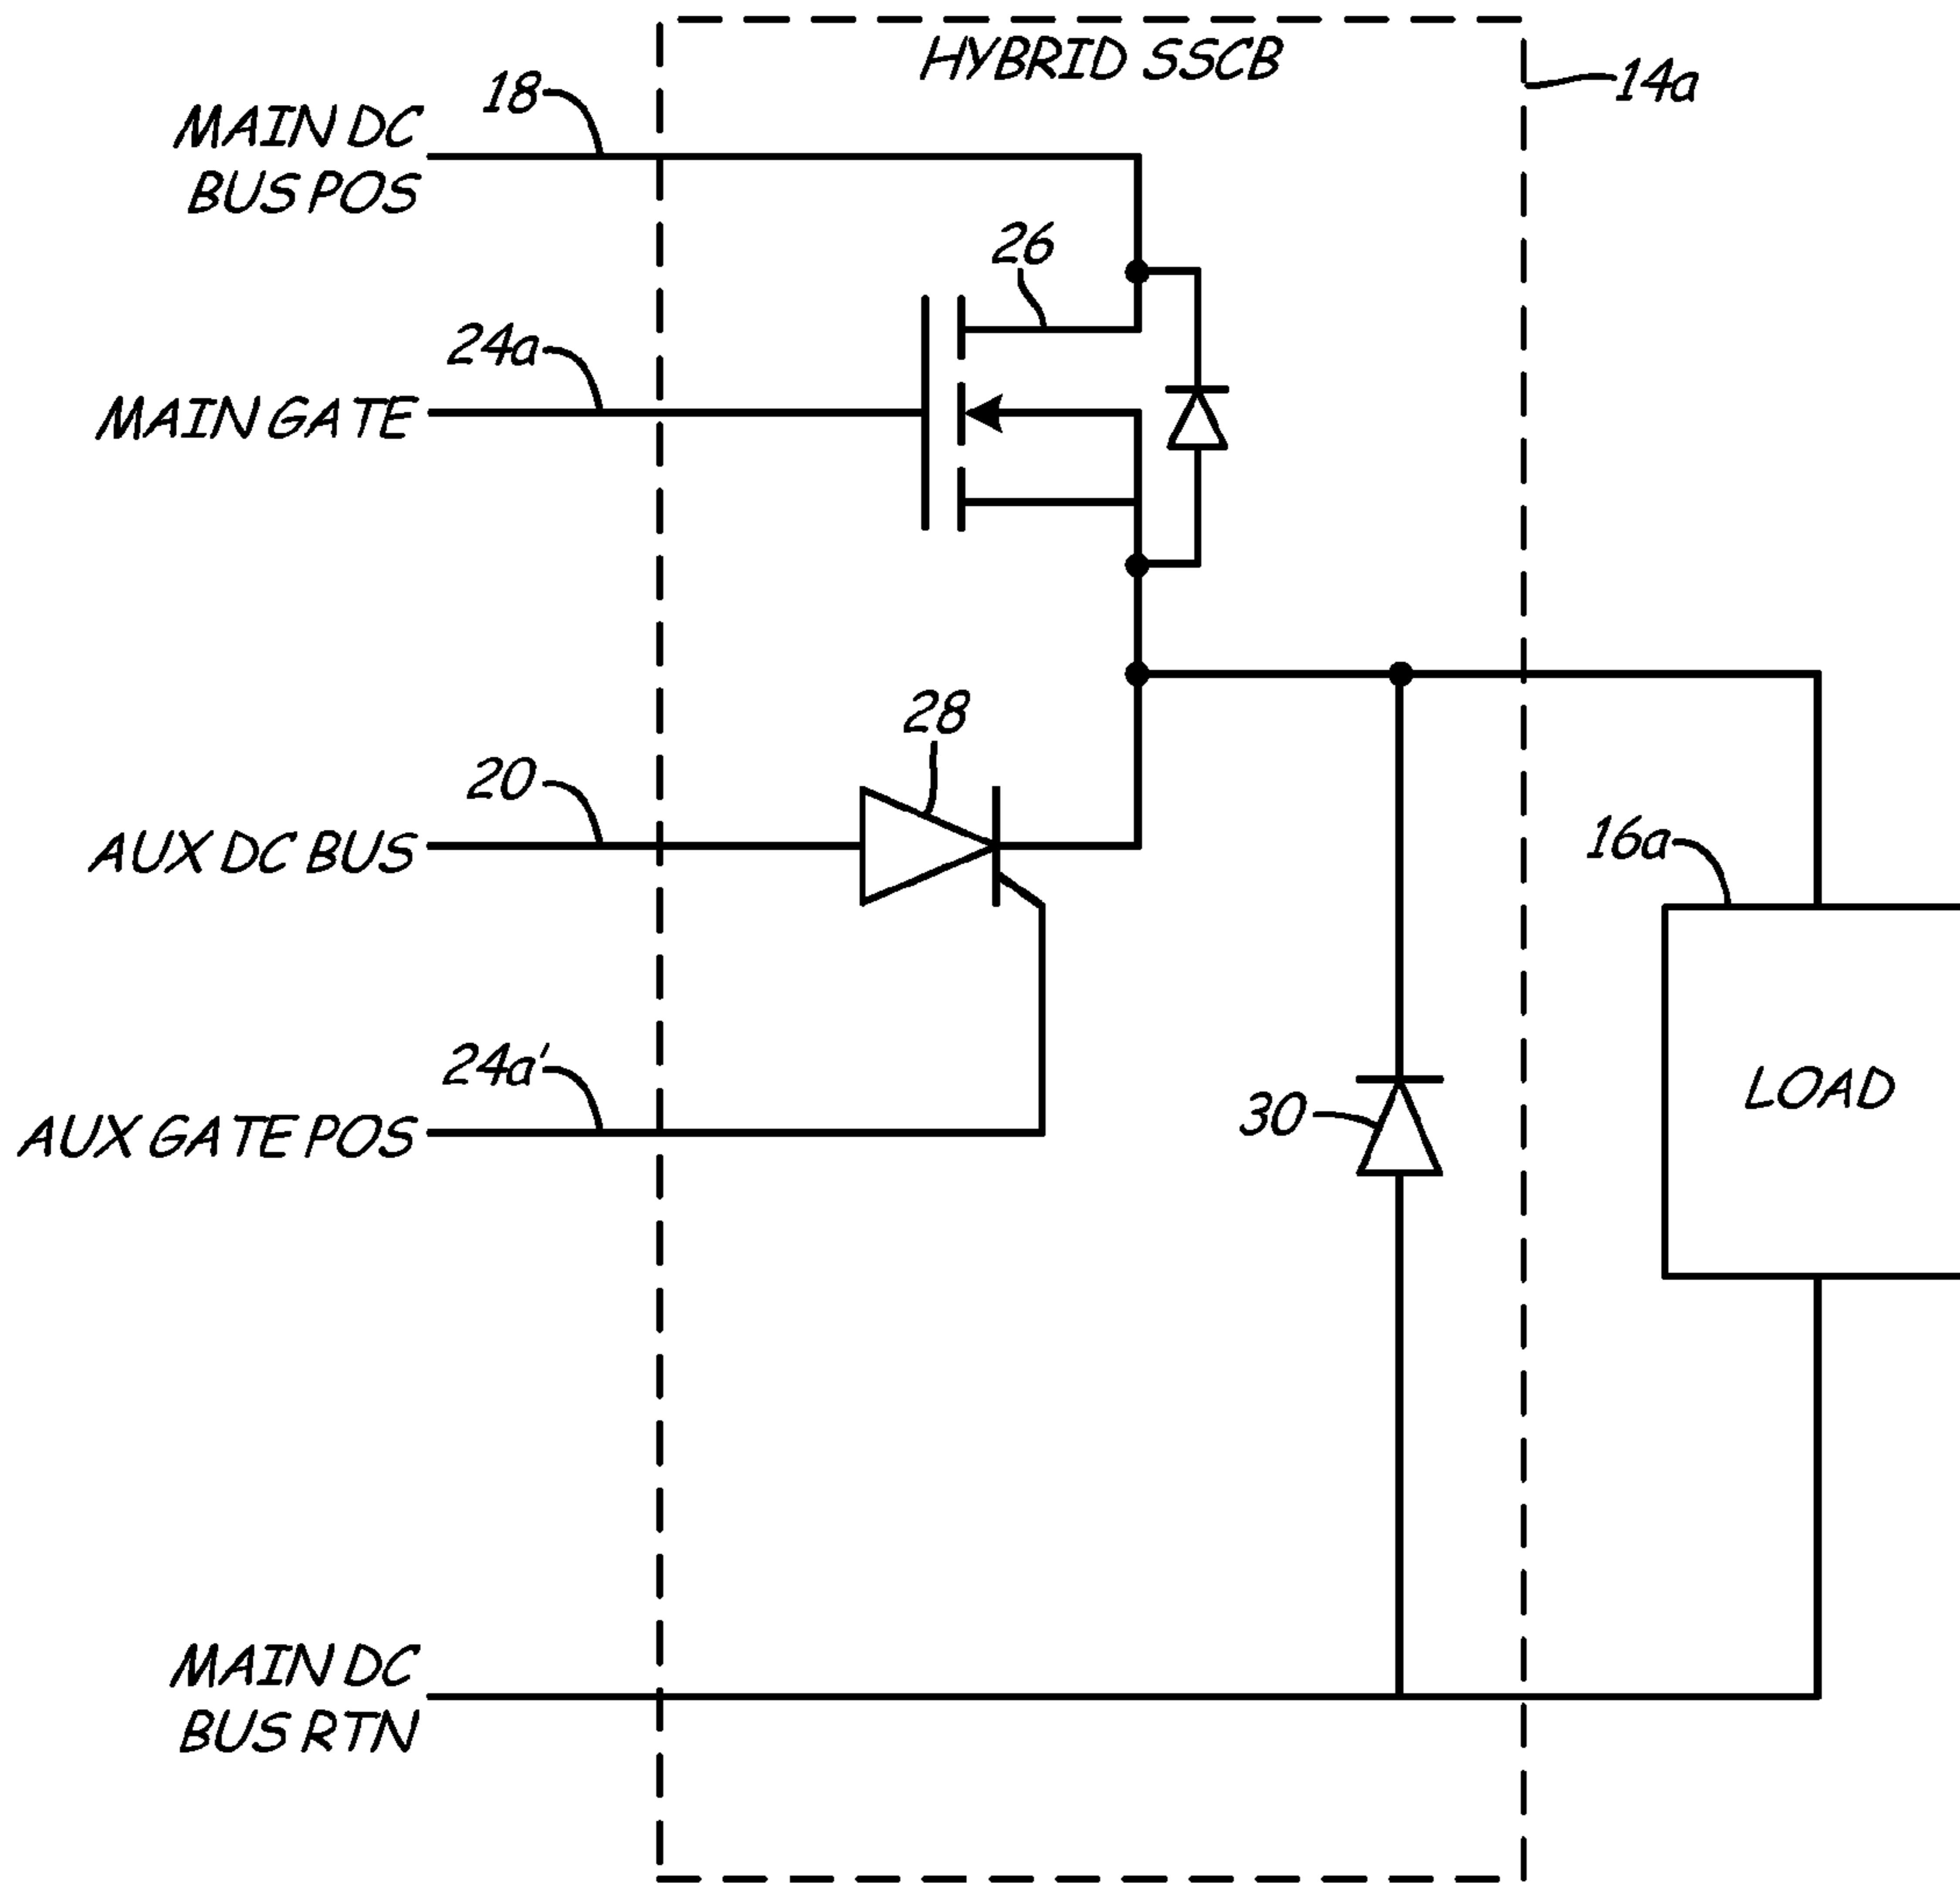 HYBRID SSCB
14a
18
MAIN DC
BUS POS
26
24a
MAIN GATE
28
20
AUX DC BUS
16a
24a'
AUX GATE POS
30
LOAD
MAIN DC
BUS RTN